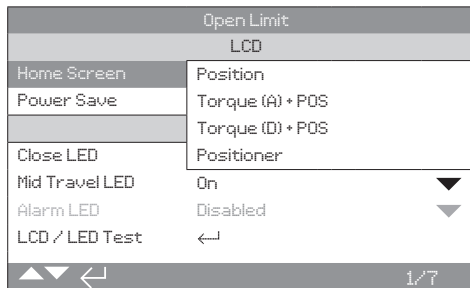 Open Limit
LCD
Home Screen
Position
Power Save
Torque (A) + POS
Torque (D) + POS
Close LED
Positioner
Mid Travel LED
On
Alarm LED
Disabled
LCD / LED Test
1/7